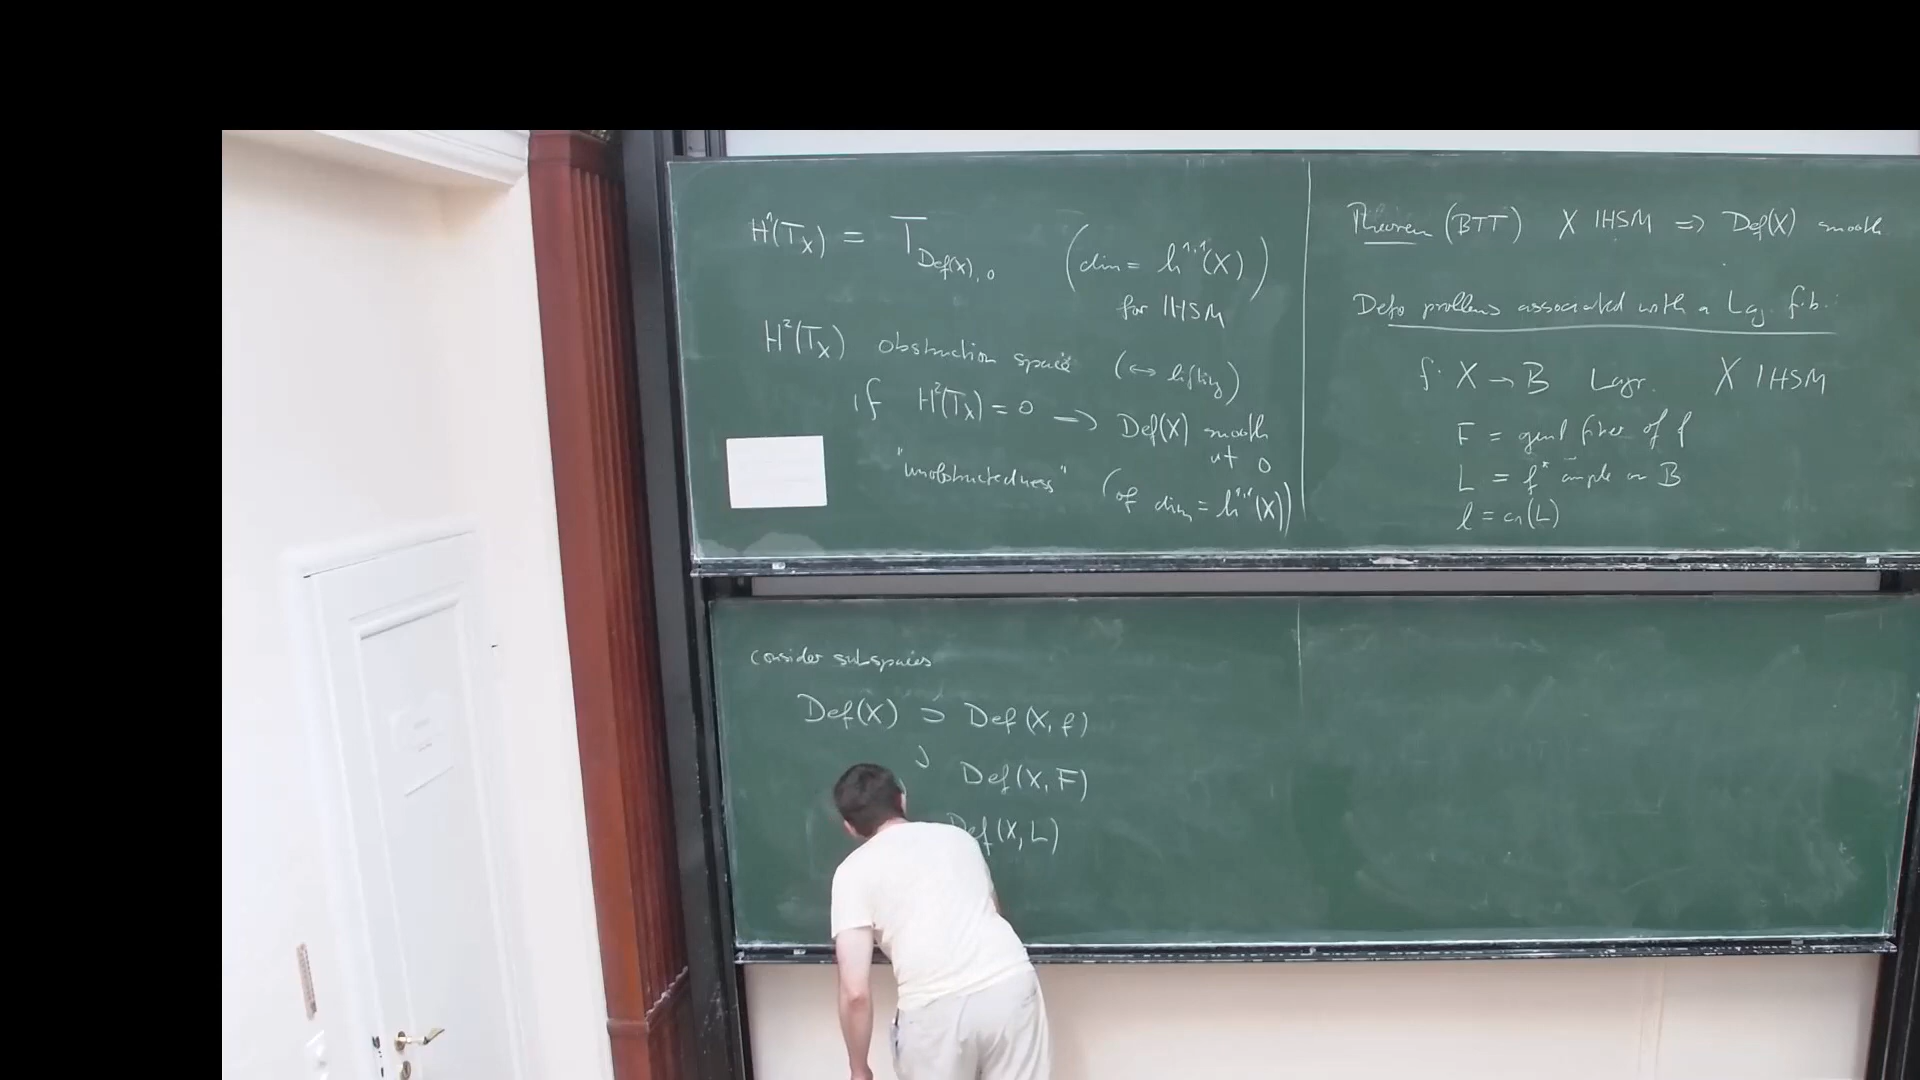 H¹(T_X) = T_{Def(X),0} (dim = h^{1,1}(X))
for IHSM
H²(T_X) obstruction space (↔ lifting)
if H²(T_X) = 0 → Def(X) smooth
at 0
"unobstructedness" (of dim = h^{1,1}(X))
Theorem (BTT) X IHSM ⇒ Def(X) smooth
Defo problems associated with a Lag. fib.
f: X → B Lagr. X IHSM
F = genl fiber of f
L = f* ample on B
l = c₁(L)
consider subspaces
Def(X) ⊃ Def(X, f)
⊃ Def(X, F)
Def(X, L)